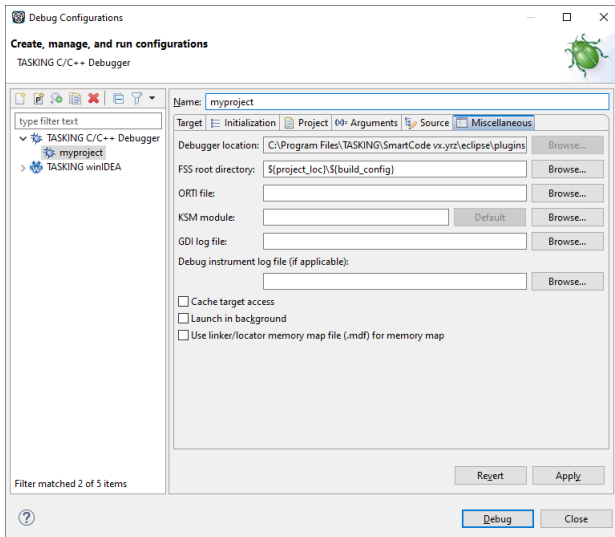 Debug Configurations
Create, manage, and run configurations
TASKING C/C++ Debugger
type filter text
TASKING C/C++ Debugger
myproject
TASKING winIDEA
Filter matched 2 of 5 items
Name: myproject
Target Initialization Project (x)= Arguments Source Miscellaneous
Debugger location: C:\Program Files\TASKING\SmartCode vx.yrz\eclipse\plugins Browse...
FSS root directory: ${project_loc}\${build_config} Browse...
ORTI file: Browse...
KSM module: Default Browse...
GDI log file: Browse...
Debug instrument log file (if applicable):
Browse...
Cache target access
Launch in background
Use linker/locator memory map file (.mdf) for memory map
Revert Apply
? Debug Close